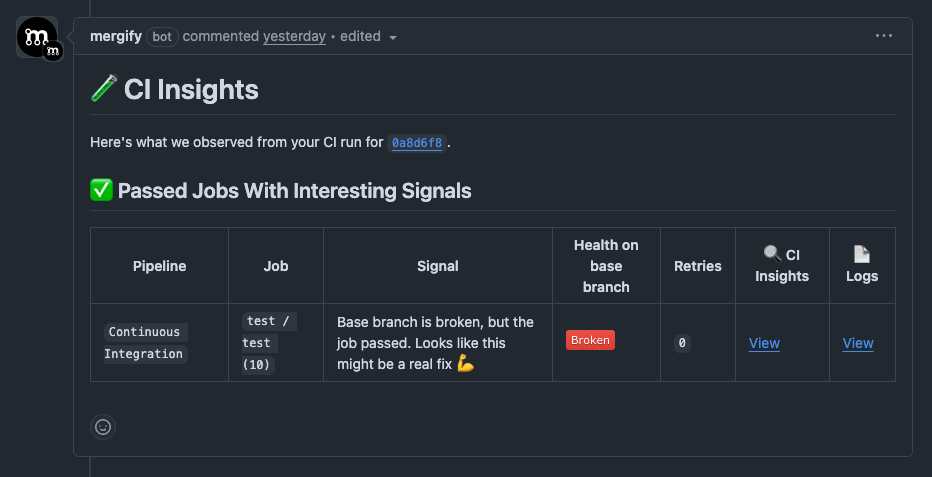 mergify bot commented yesterday • edited
CI Insights
Here's what we observed from your CI run for 0a8d6f8.
Passed Jobs With Interesting Signals
Pipeline
Job
Signal
Health on
base
branch
Retries
CI
Insights
Logs
Continuous
Integration
test /
test
(10)
Base branch is broken, but the
job passed. Looks like this
might be a real fix 💪
Broken
0
View
View